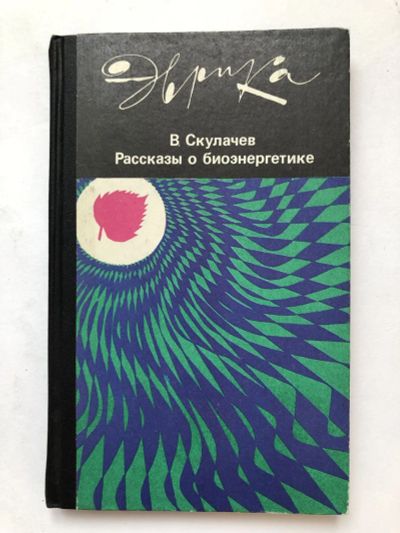 Эврика
В. Скулачев
Рассказы о биоэнергетике